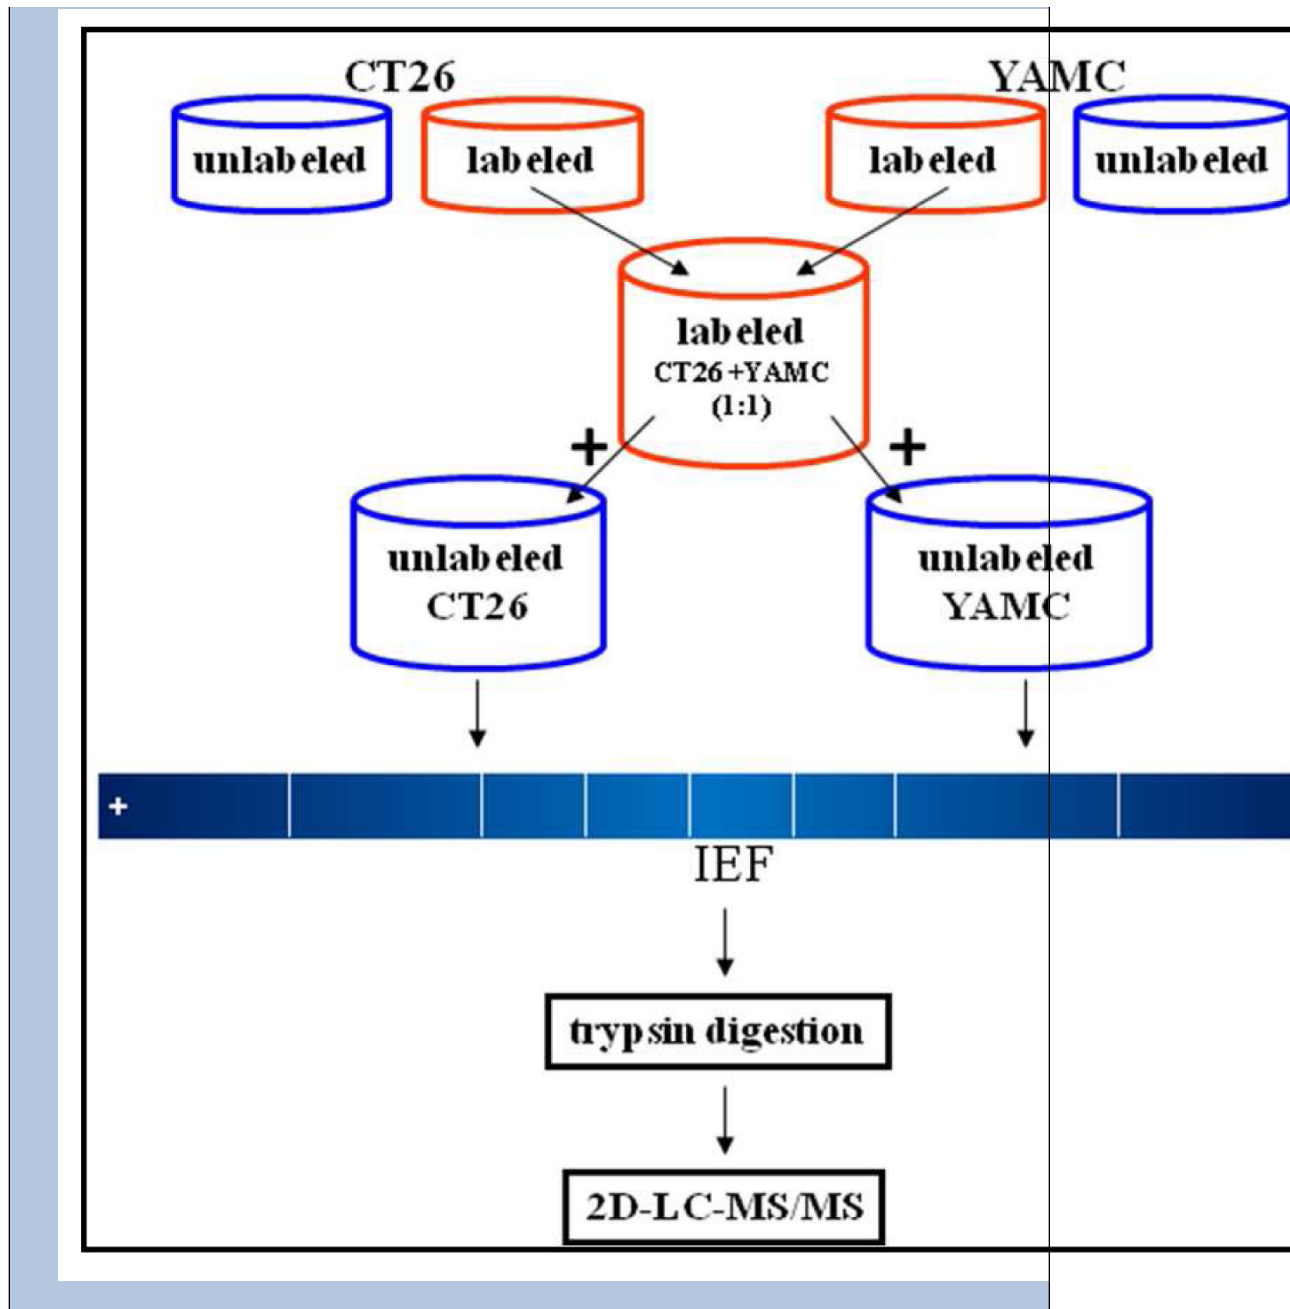 CT26 YAMC
unlabeled labeled labeled unlabeled
labeled
CT26+YAMC
(1:1)
+ +
unlabeled
CT26
unlabeled
YAMC
+
IEF
trypsin digestion
2D-LC-MS/MS